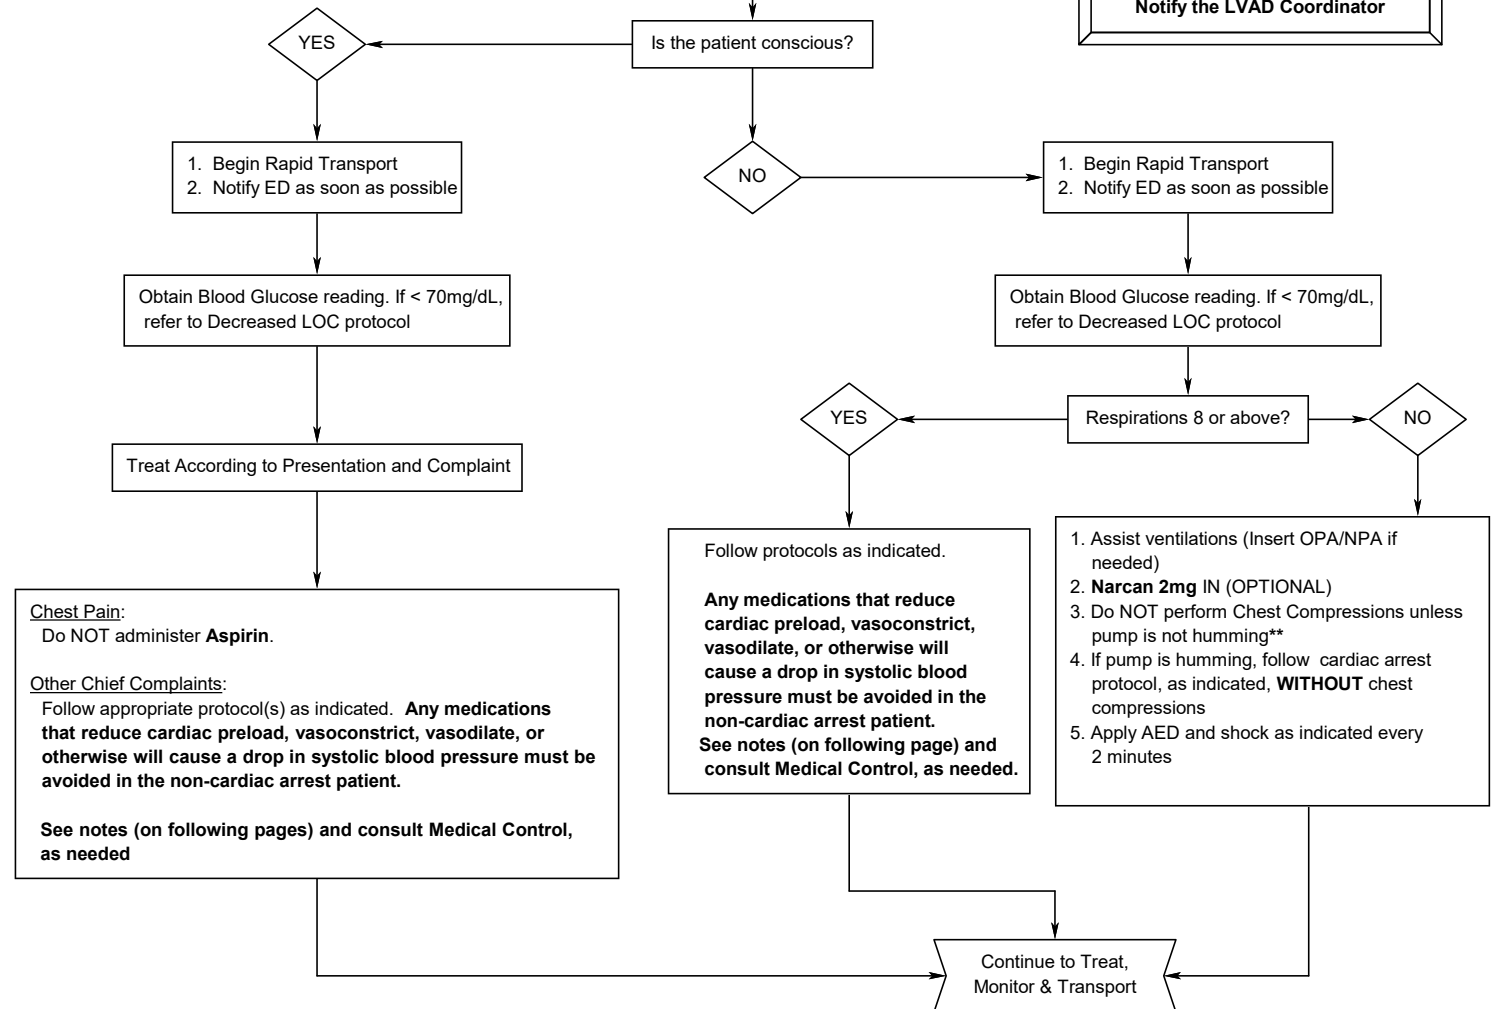 Notify the LVAD Coordinator
Is the patient conscious?
YES
NO
1. Begin Rapid Transport
2. Notify ED as soon as possible
1. Begin Rapid Transport
2. Notify ED as soon as possible
Obtain Blood Glucose reading. If < 70mg/dL,
refer to Decreased LOC protocol
Obtain Blood Glucose reading. If < 70mg/dL,
refer to Decreased LOC protocol
YES
Respirations 8 or above?
NO
Treat According to Presentation and Complaint
Chest Pain:
Do NOT administer Aspirin.
Other Chief Complaints:
Follow appropriate protocol(s) as indicated. Any medications
that reduce cardiac preload, vasoconstrict, vasodilate, or
otherwise will cause a drop in systolic blood pressure must be
avoided in the non-cardiac arrest patient.
See notes (on following pages) and consult Medical Control,
as needed
Follow protocols as indicated.
Any medications that reduce
cardiac preload, vasoconstrict,
vasodilate, or otherwise will
cause a drop in systolic blood
pressure must be avoided in the
non-cardiac arrest patient.
See notes (on following page) and
consult Medical Control, as needed.
1. Assist ventilations (Insert OPA/NPA if
needed)
2. Narcan 2mg IN (OPTIONAL)
3. Do NOT perform Chest Compressions unless
pump is not humming**
4. If pump is humming, follow cardiac arrest
protocol, as indicated, WITHOUT chest
compressions
5. Apply AED and shock as indicated every
2 minutes
Continue to Treat,
Monitor & Transport